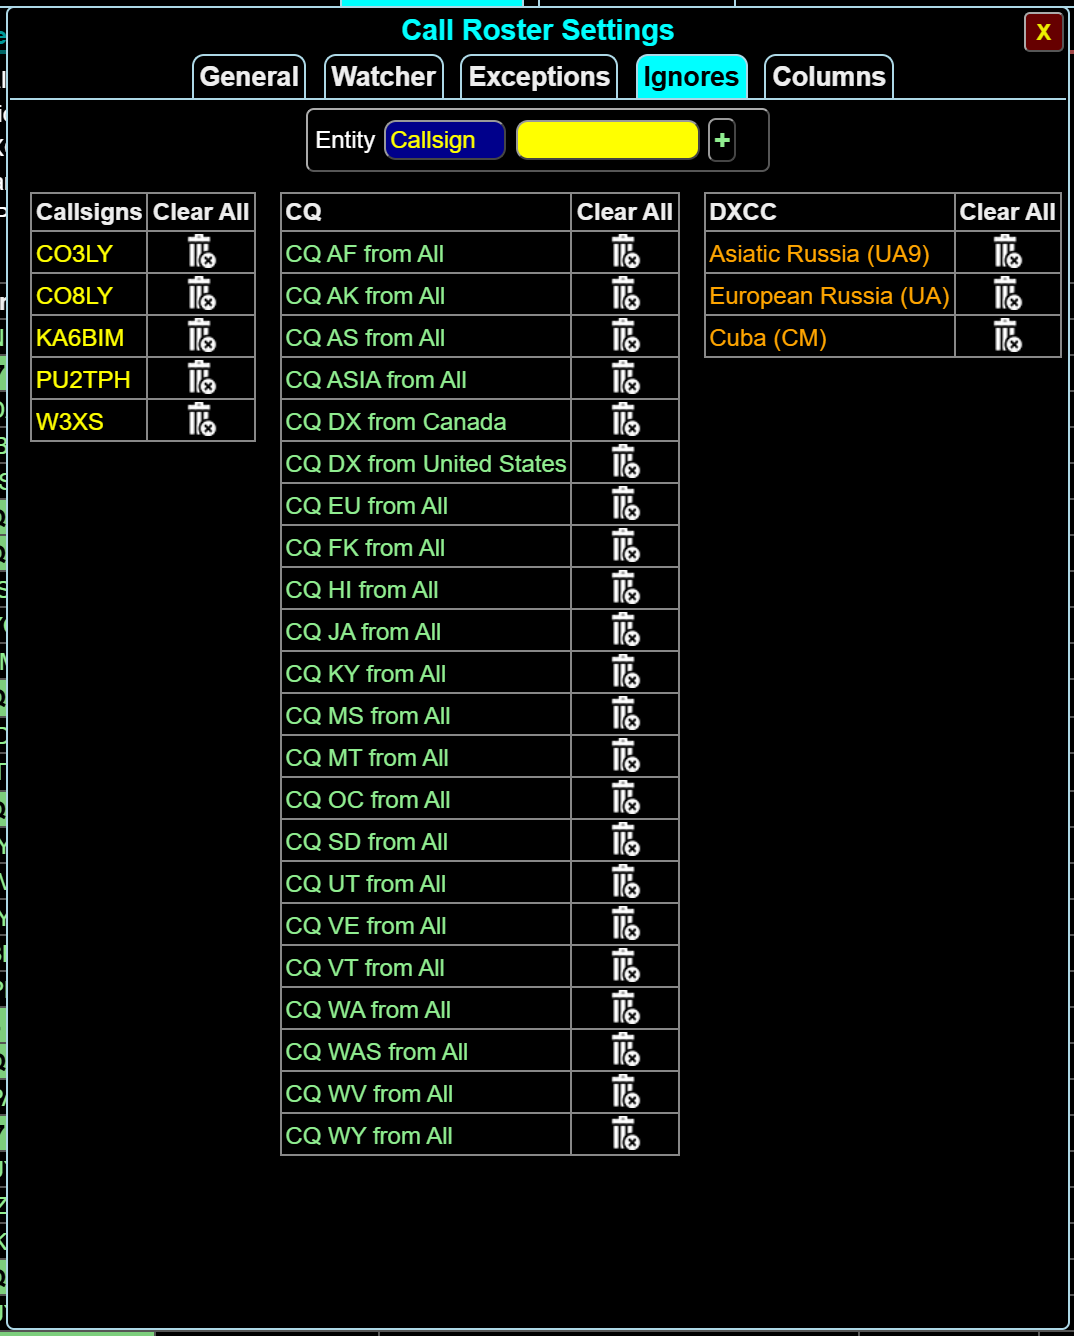 Call Roster Settings
X
General Watcher Exceptions Ignores Columns
Entity Callsign +
Callsigns Clear All
CO3LY
CO8LY
KA6BIM
PU2TPH
W3XS
CQ Clear All
CQ AF from All
CQ AK from All
CQ AS from All
CQ ASIA from All
CQ DX from Canada
CQ DX from United States
CQ EU from All
CQ FK from All
CQ HI from All
CQ JA from All
CQ KY from All
CQ MS from All
CQ MT from All
CQ OC from All
CQ SD from All
CQ UT from All
CQ VE from All
CQ VT from All
CQ WA from All
CQ WAS from All
CQ WV from All
CQ WY from All
DXCC Clear All
Asiatic Russia (UA9)
European Russia (UA)
Cuba (CM)